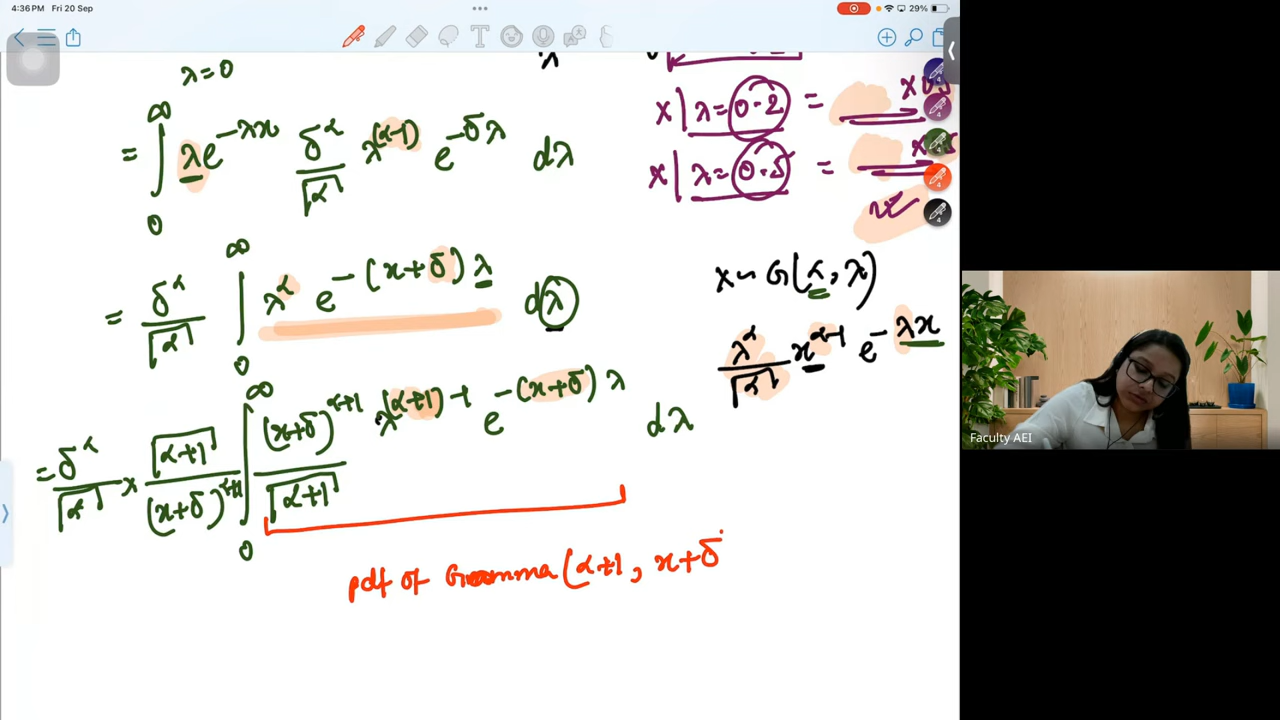 4:36 PM Fri 20 Sep
29%
λ=0
= ∫₀^∞ λe^(-λx) δ^α/Γα λ^(α-1) e^(-δλ) dλ
x|λ=0.2 =
x|λ=0.5 =
= δ^α/Γα ∫₀^∞ λ^α e^(-(x+δ)λ) dλ
x~G(α,λ)
λ^α/Γα x^(α-1) e^(-λx)
= δ^α/Γα × Γ(α+1)/(x+δ)^(α+1) ∫₀^∞ (x+δ)^(α+1)/Γ(α+1) λ^((α+1)-1) e^(-(x+δ)λ) dλ
pdf of Gamma (α+1, x+δ
Faculty AEI